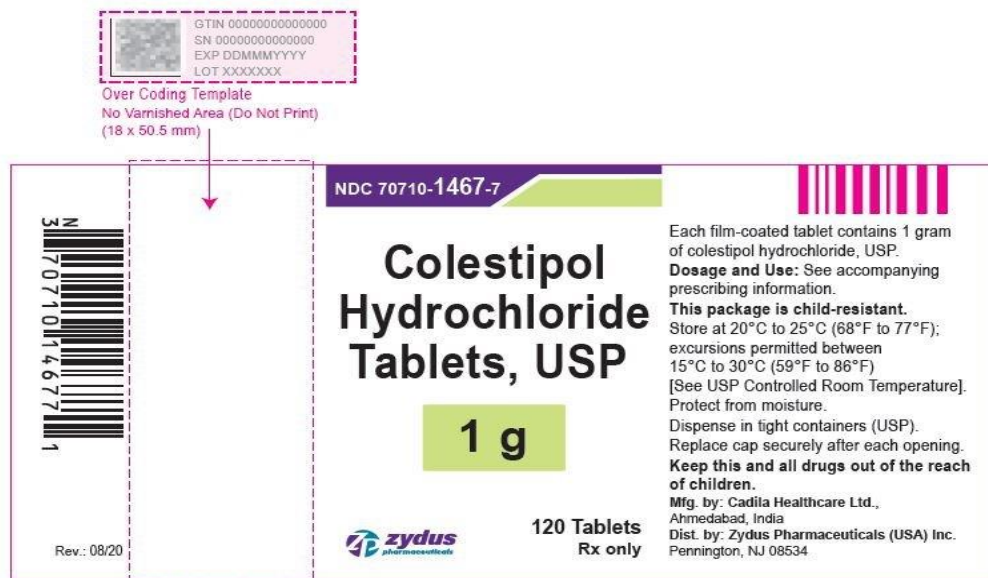 GTIN 00000000000000
SN 00000000000000
EXP DDMMMYYYY
LOT XXXXXXX
Over Coding Template
No Varnished Area (Do Not Print)
(18 x 50.5 mm)
N
3 70710 14677 1
Rev.: 08/20
NDC 70710-1467-7
Colestipol
Hydrochloride
Tablets, USP
1 g
zydus
pharmaceuticals
120 Tablets
Rx only
Each film-coated tablet contains 1 gram
of colestipol hydrochloride, USP.
Dosage and Use: See accompanying
prescribing information.
This package is child-resistant.
Store at 20°C to 25°C (68°F to 77°F);
excursions permitted between
15°C to 30°C (59°F to 86°F)
[See USP Controlled Room Temperature].
Protect from moisture.
Dispense in tight containers (USP).
Replace cap securely after each opening.
Keep this and all drugs out of the reach
of children.
Mfg. by: Cadila Healthcare Ltd.,
Ahmedabad, India
Dist. by: Zydus Pharmaceuticals (USA) Inc.
Pennington, NJ 08534